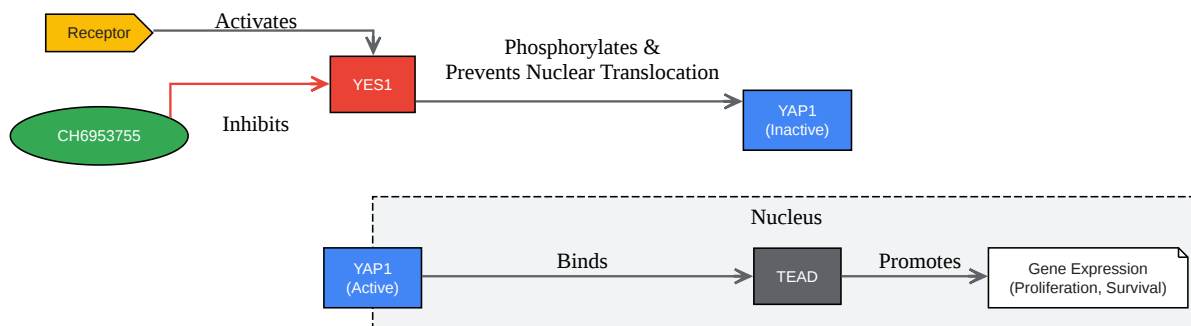 Receptor
Activates
YES1
CH6953755
Inhibits
Phosphorylates &
Prevents Nuclear Translocation
YAP1
(Inactive)
Nucleus
YAP1
(Active)
Binds
TEAD
Promotes
Gene Expression
(Proliferation, Survival)